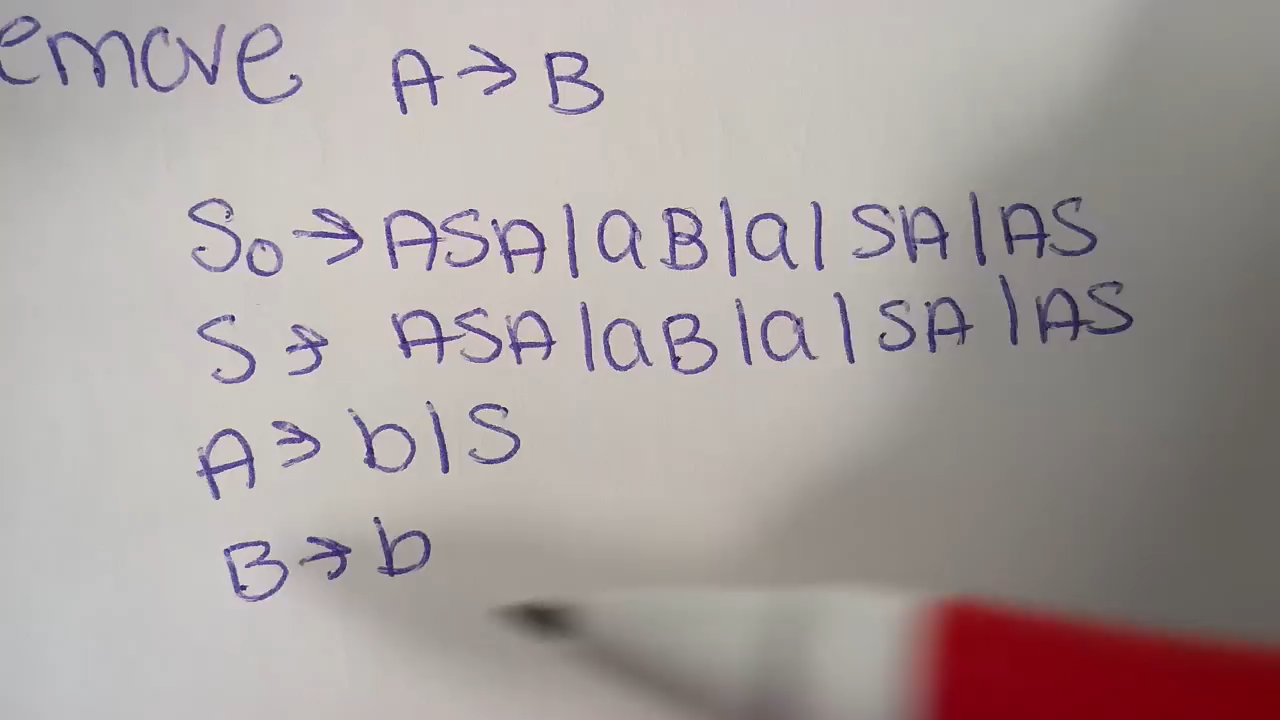 emove A → B
S₀ → ASA|aB|a|SA|AS
S → ASA|aB|a|SA|AS
A → b|S
B → b